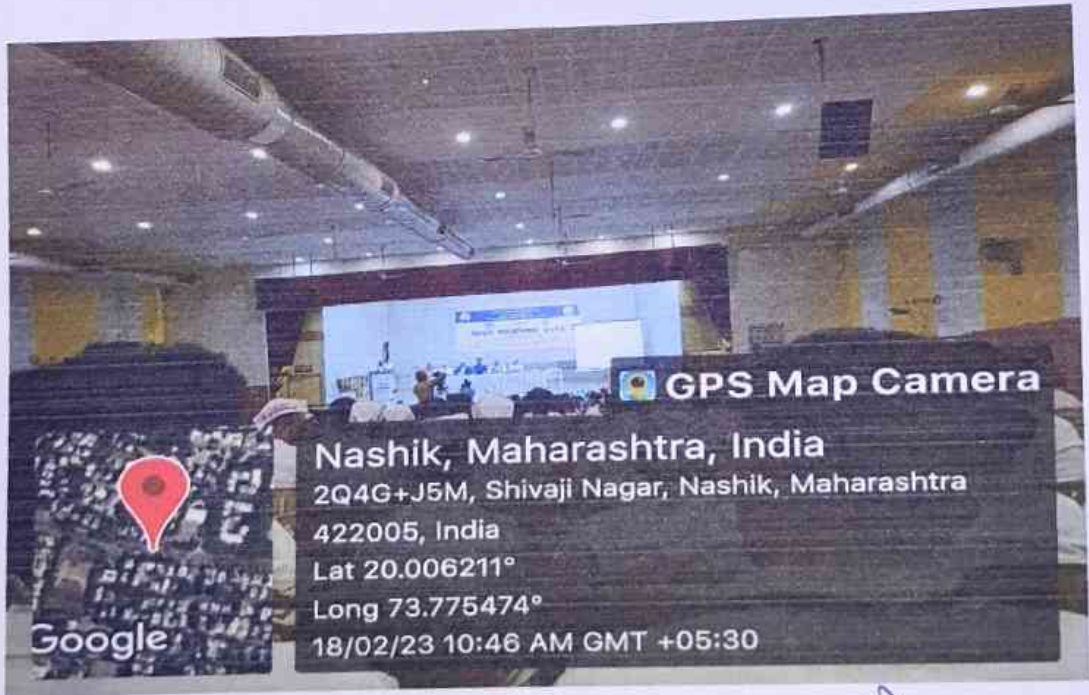 GPS Map Camera
Nashik, Maharashtra, India
2Q4G+J5M, Shivaji Nagar, Nashik, Maharashtra
422005, India
Lat 20.006211°
Long 73.775474°
18/02/23 10:46 AM GMT +05:30
Google